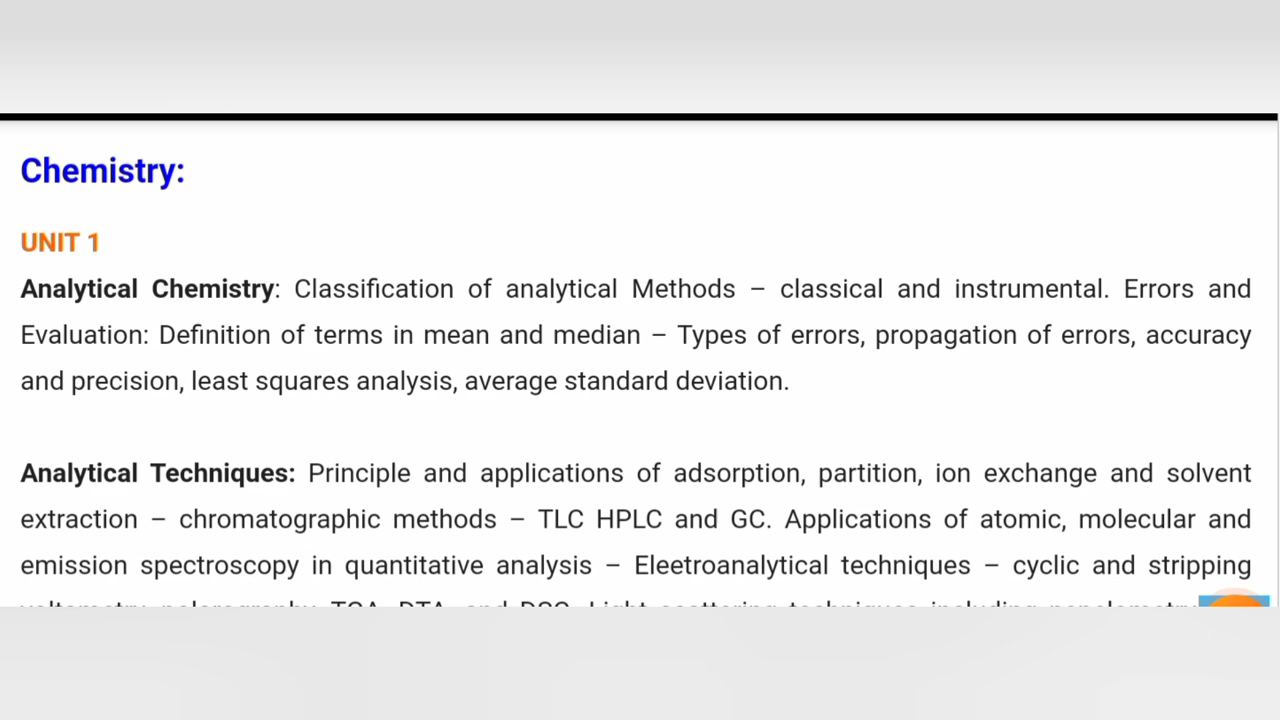 Chemistry:
UNIT 1
Analytical Chemistry: Classification of analytical Methods – classical and instrumental. Errors and
Evaluation: Definition of terms in mean and median – Types of errors, propagation of errors, accuracy
and precision, least squares analysis, average standard deviation.
Analytical Techniques: Principle and applications of adsorption, partition, ion exchange and solvent
extraction – chromatographic methods – TLC HPLC and GC. Applications of atomic, molecular and
emission spectroscopy in quantitative analysis – Eleetroanalytical techniques – cyclic and stripping